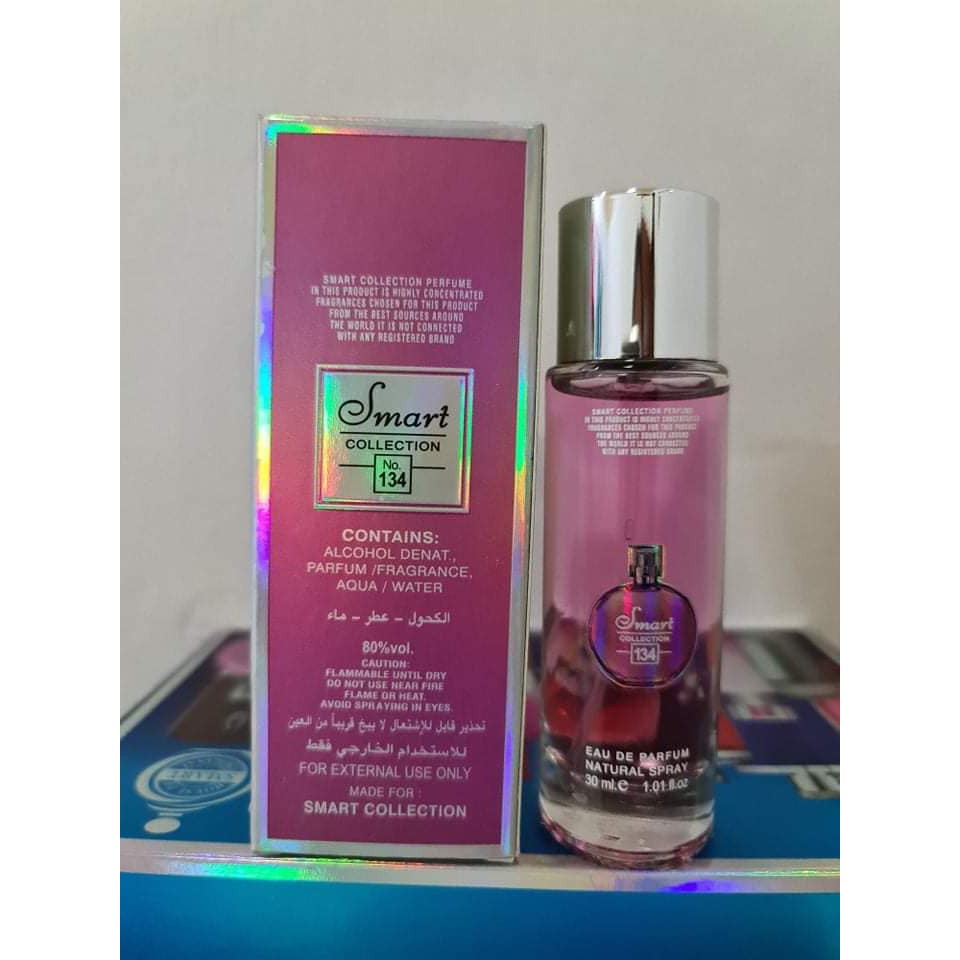 SMART COLLECTION PERFUME
IN THIS PRODUCT IS HIGHLY CONCENTRATED
FRAGRANCES CHOSEN FOR THIS PRODUCT
FROM THE BEST SOURCES AROUND
THE WORLD IT IS NOT CONNECTED
WITH ANY REGISTERED BRAND
Smart
COLLECTION
No.
134
CONTAINS:
ALCOHOL DENAT.,
PARFUM /FRAGRANCE,
AQUA / WATER
الكحول - عطر - ماء
80%vol.
CAUTION:
FLAMMABLE UNTIL DRY
DO NOT USE NEAR FIRE
FLAME OR HEAT.
AVOID SPRAYING IN EYES.
تحذير قابل للإشتعال لا يبخ قريباً من العين
للاستخدام الخارجي فقط
FOR EXTERNAL USE ONLY
MADE FOR :
SMART COLLECTION
SMART COLLECTION PERFUME
IN THIS PRODUCT IS HIGHLY CONCENTRATED
FRAGRANCES CHOSEN FOR THIS PRODUCT
FROM THE BEST SOURCES AROUND
THE WORLD IT IS NOT CONNECTED
WITH ANY REGISTERED BRAND
Smart
COLLECTION
134
EAU DE PARFUM
NATURAL SPRAY
30 ml.e 1.01 fl.oz
SMART